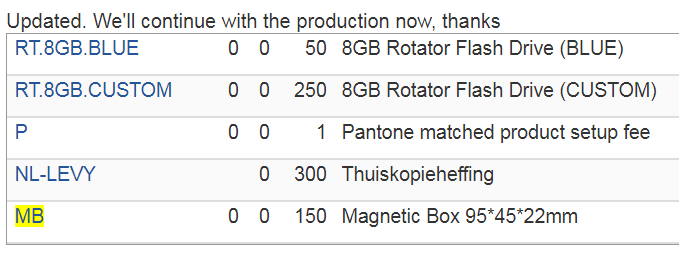 Updated. We'll continue with the production now, thanks
RT.8GB.BLUE 0 0 50 8GB Rotator Flash Drive (BLUE)
RT.8GB.CUSTOM 0 0 250 8GB Rotator Flash Drive (CUSTOM)
P 0 0 1 Pantone matched product setup fee
NL-LEVY 0 300 Thuiskopieheffing
MB 0 0 150 Magnetic Box 95*45*22mm